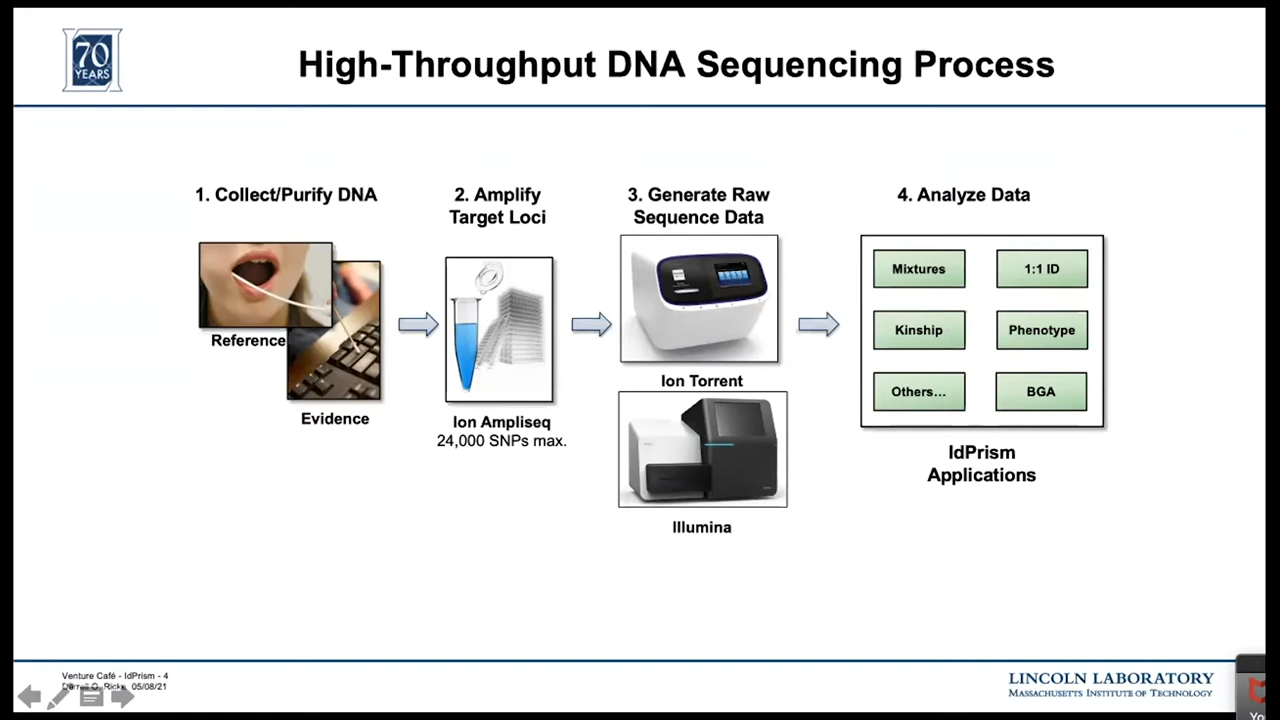 70
YEARS
High-Throughput DNA Sequencing Process
1. Collect/Purify DNA
Reference
Evidence
2. Amplify
Target Loci
Ion Ampliseq
24,000 SNPs max.
3. Generate Raw
Sequence Data
Ion Torrent
Illumina
4. Analyze Data
Mixtures
1:1 ID
Kinship
Phenotype
Others...
BGA
IdPrism
Applications
Venture Café - IdPrism - 4
Darrell O. Ricke 05/08/21
LINCOLN LABORATORY
MASSACHUSETTS INSTITUTE OF TECHNOLOGY
Yo